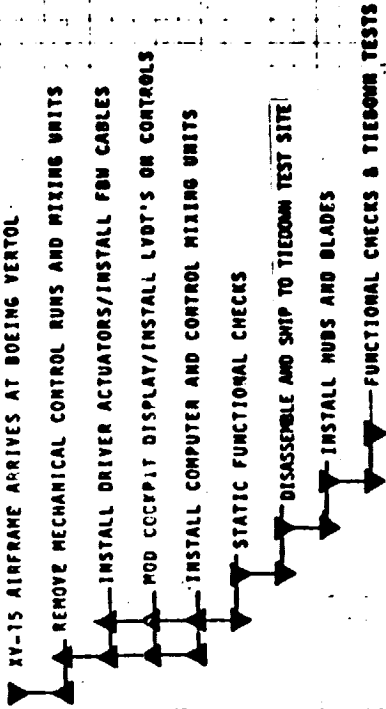 XV-15 AIRFRAME ARRIVES AT BOEING VERTOL
REMOVE MECHANICAL CONTROL RUNS AND MIXING UNITS
INSTALL DRIVER ACTUATORS/INSTALL FBW CABLES
MOD COCKPIT DISPLAY/INSTALL LVDT'S ON CONTROLS
INSTALL COMPUTER AND CONTROL MIXING UNITS
STATIC FUNCTIONAL CHECKS
DISASSEMBLE AND SHIP TO TIEDOWN TEST SITE
INSTALL HUBS AND BLADES
FUNCTIONAL CHECKS & TIEDOWN TESTS